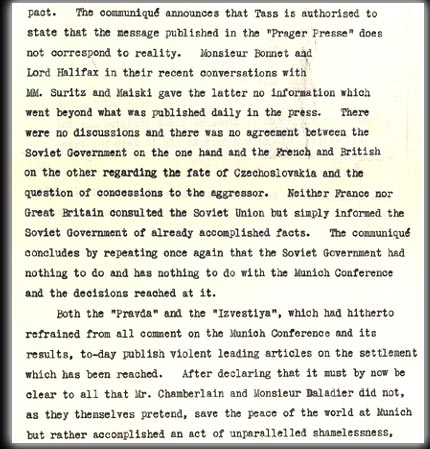 pact. The communiqué announces that Tass is authorised to
state that the message published in the "Prager Presse" does
not correspond to reality. Monsieur Bonnet and
Lord Halifax in their recent conversations with
MM. Suritz and Maiski gave the latter no information which
went beyond what was published daily in the press. There
were no discussions and there was no agreement between the
Soviet Government on the one hand and the French and British
on the other regarding the fate of Czechoslovakia and the
question of concessions to the aggressor. Neither France nor
Great Britain consulted the Soviet Union but simply informed the
Soviet Government of already accomplished facts. The communiqué
concludes by repeating once again that the Soviet Government had
nothing to do and has nothing to do with the Munich Conference
and the decisions reached at it.
Both the "Pravda" and the "Izvestiya", which had hitherto
refrained from all comment on the Munich Conference and its
results, to-day publish violent leading articles on the settlement
which has been reached. After declaring that it must by now be
clear to all that Mr. Chamberlain and Monsieur Daladier did not,
as they themselves pretend, save the peace of the world at Munich
but rather accomplished an act of unparallelled shamelessness,